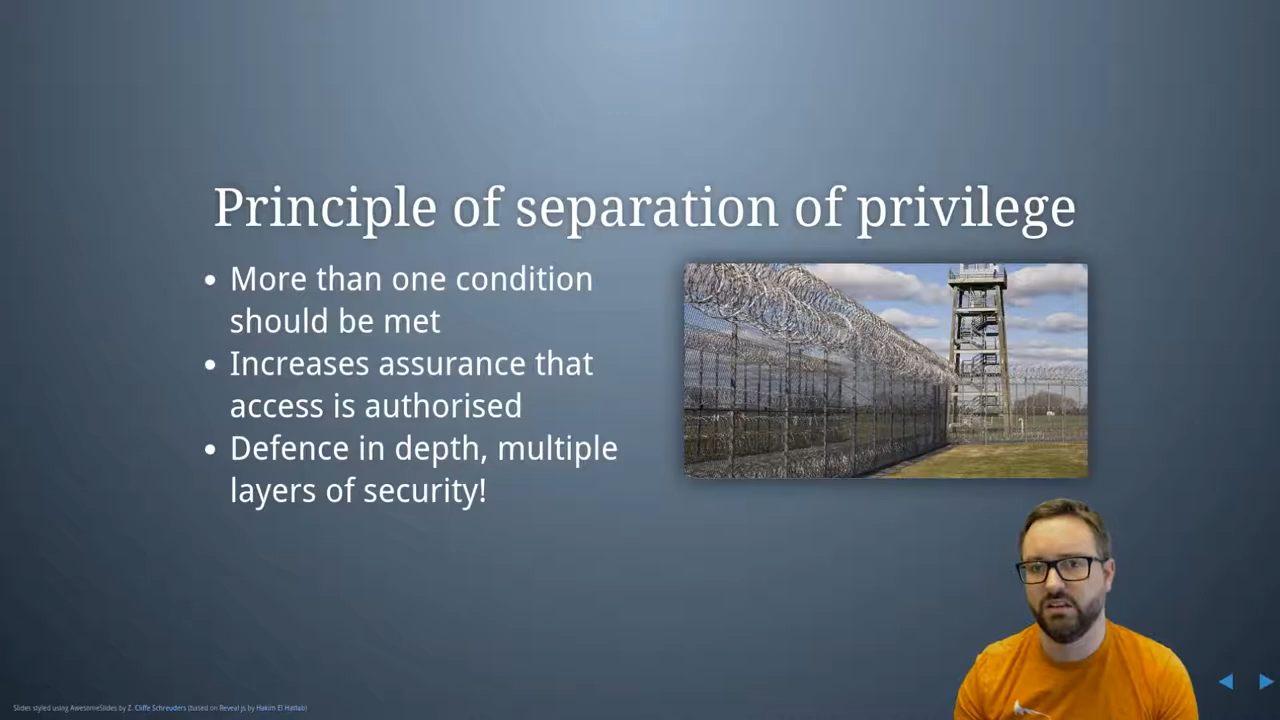 Principle of separation of privilege
• More than one condition
should be met
• Increases assurance that
access is authorised
• Defence in depth, multiple
layers of security!
Slides styled using AwesomeSlides by Z. Cliffe Schreuders (based on Reveal.js by Hakim El Hattab)